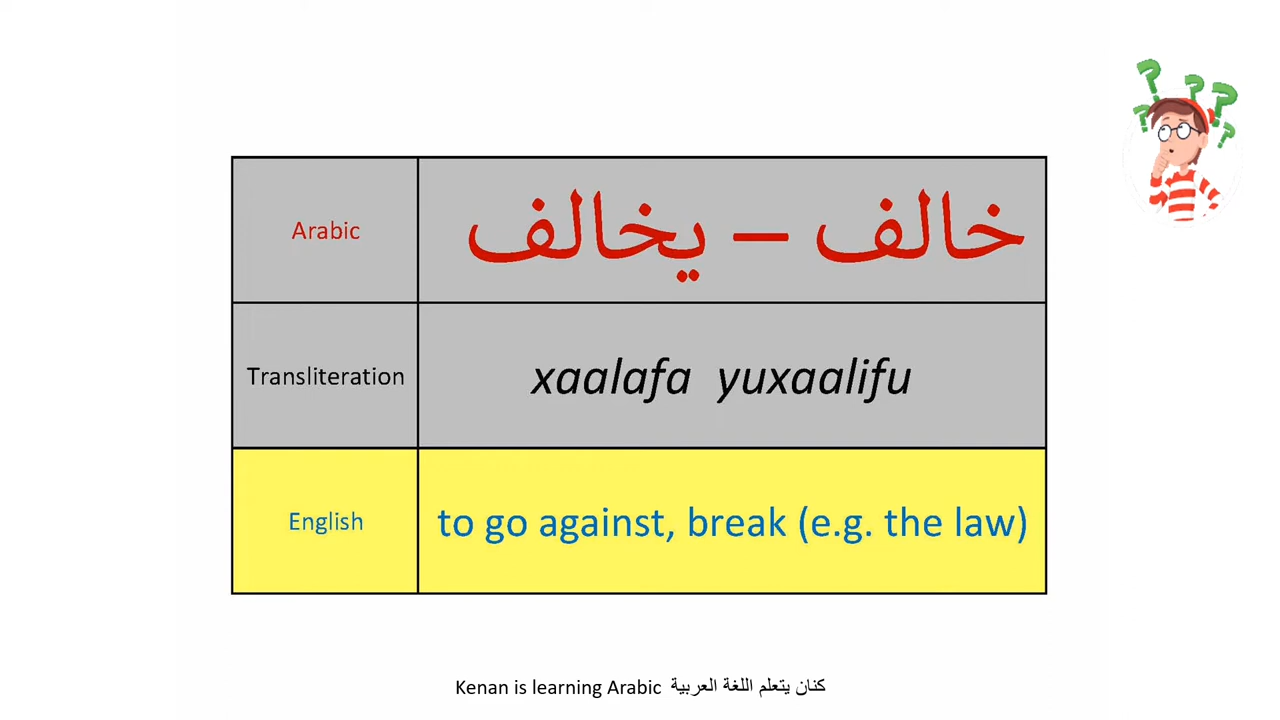 Arabic
خالف – يخالف
Transliteration
xaalafa yuxaalifu
English
to go against, break (e.g. the law)
Kenan is learning Arabic كنان يتعلم اللغة العربية